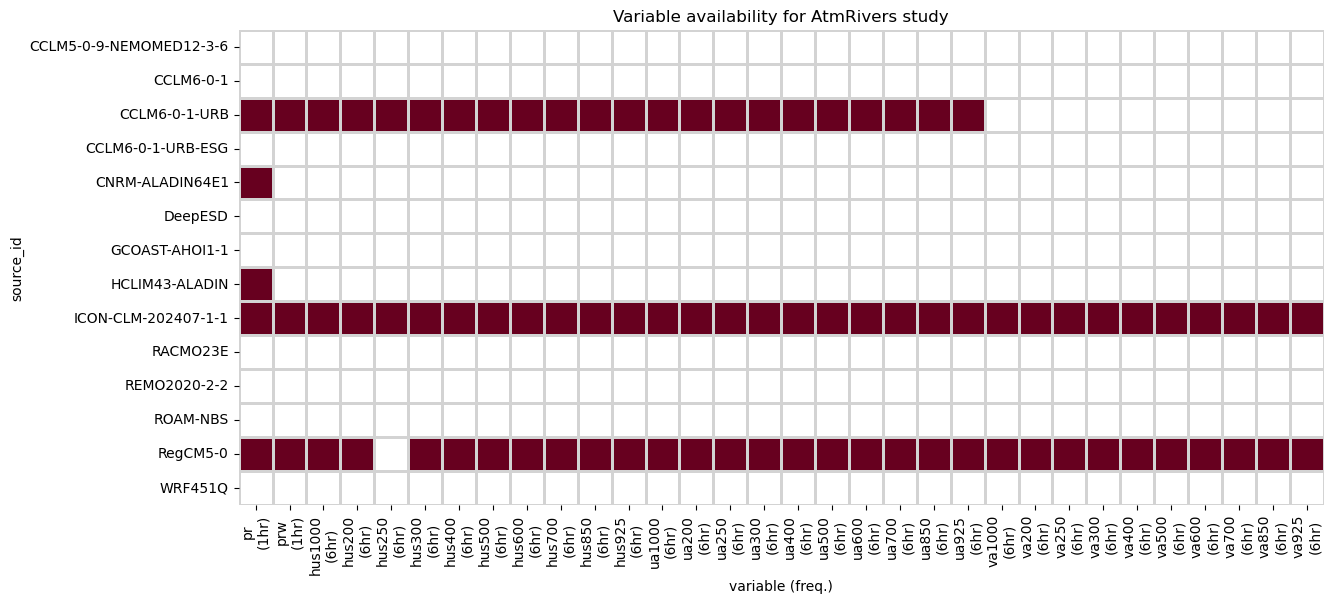 Variable availability for AtmRivers study
source_id
CCLM5-0-9-NEMOMED12-3-6
CCLM6-0-1
CCLM6-0-1-URB
CCLM6-0-1-URB-ESG
CNRM-ALADIN64E1
DeepESD
GCOAST-AHOI1-1
HCLIM43-ALADIN
ICON-CLM-202407-1-1
RACMO23E
REMO2020-2-2
ROAM-NBS
RegCM5-0
WRF451Q
pr
(1hr)
prw
(1hr)
hus1000
(6hr)
hus200
(6hr)
hus250
(6hr)
hus300
(6hr)
hus400
(6hr)
hus500
(6hr)
hus600
(6hr)
hus700
(6hr)
hus850
(6hr)
hus925
(6hr)
ua1000
(6hr)
ua200
(6hr)
ua250
(6hr)
ua300
(6hr)
ua400
(6hr)
ua500
(6hr)
ua600
(6hr)
ua700
(6hr)
ua850
(6hr)
ua925
(6hr)
va1000
(6hr)
va200
(6hr)
va250
(6hr)
va300
(6hr)
va400
(6hr)
va500
(6hr)
va600
(6hr)
va700
(6hr)
va850
(6hr)
va925
(6hr)
variable (freq.)